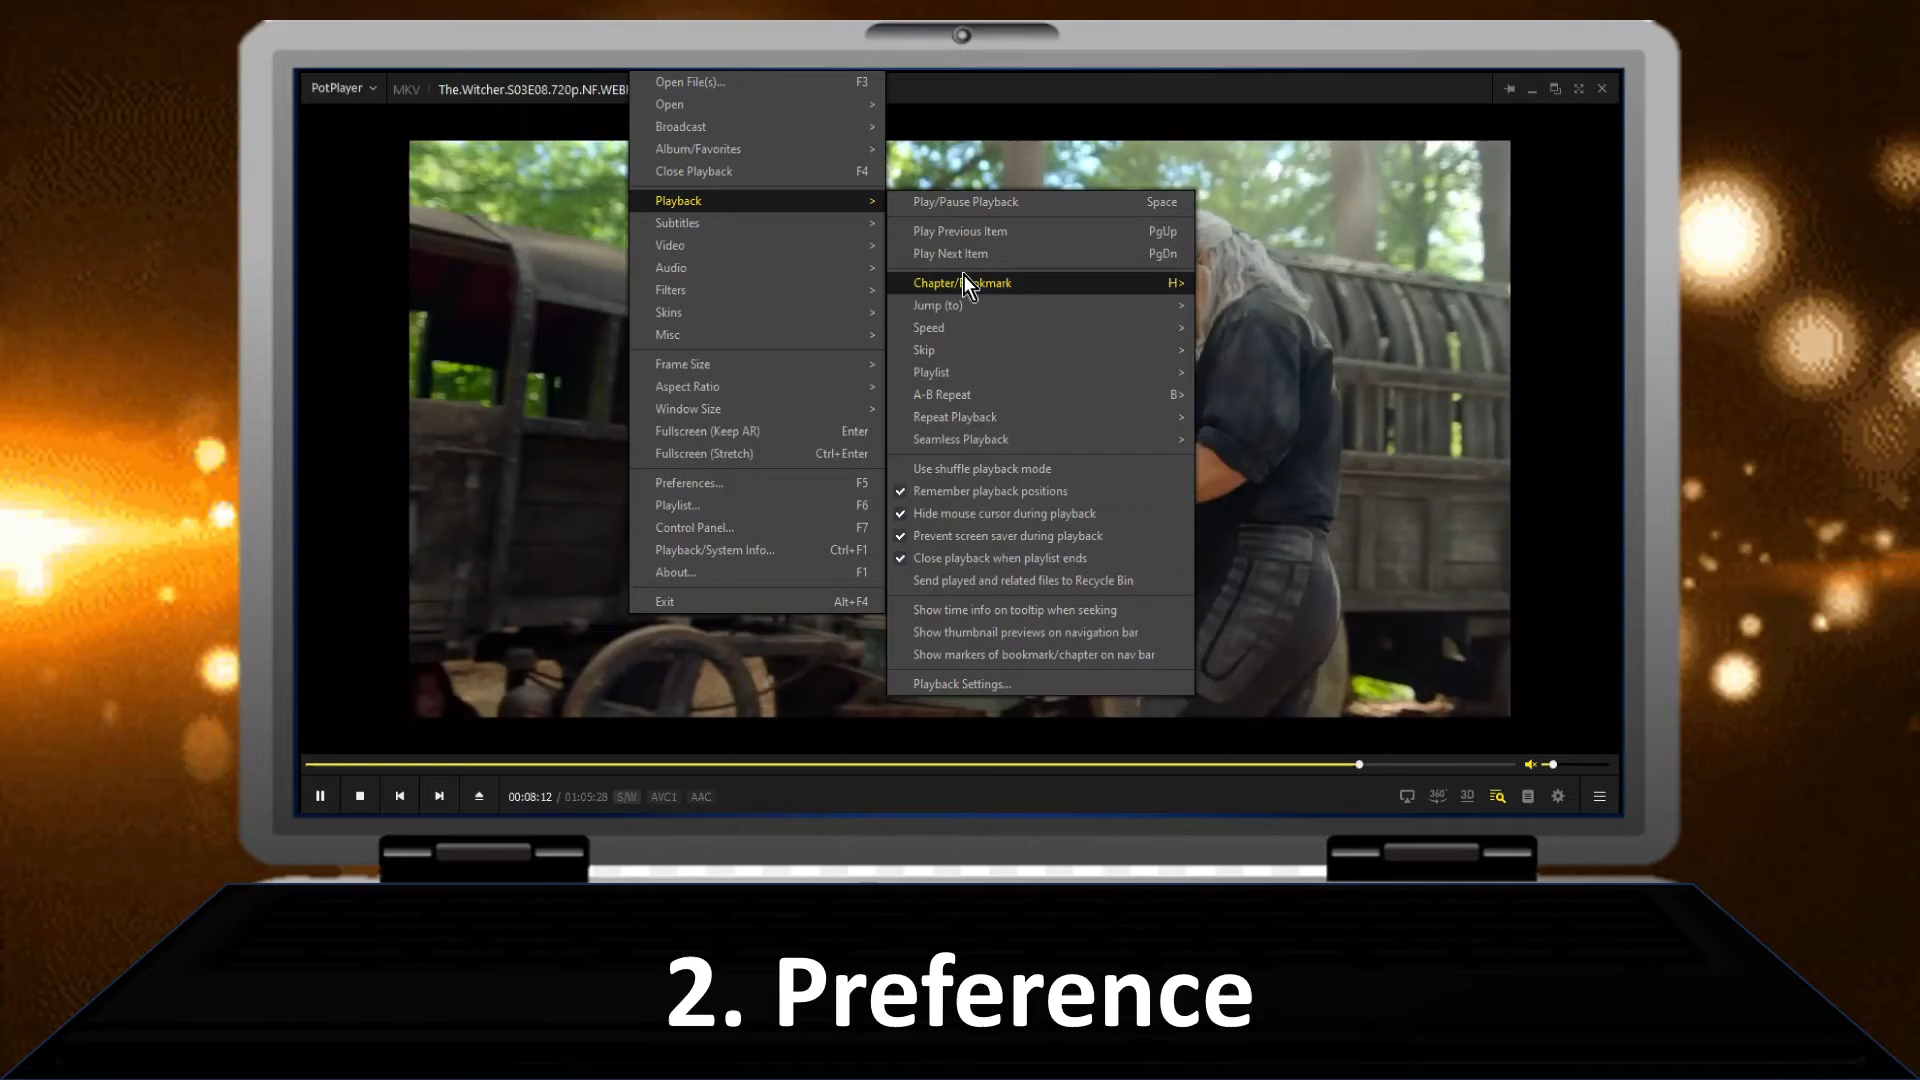 PotPlayer
MKV
The.Witcher.S03E08.720p.NF.WEB
Open File(s)... F3
Open >
Broadcast >
Album/Favorites >
Close Playback F4
Playback >
Subtitles >
Video >
Audio >
Filters >
Skins >
Misc >
Frame Size >
Aspect Ratio >
Window Size >
Fullscreen (Keep AR) Enter
Fullscreen (Stretch) Ctrl+Enter
Preferences... F5
Playlist... F6
Control Panel... F7
Playback/System Info... Ctrl+F1
About... F1
Exit Alt+F4
Play/Pause Playback Space
Play Previous Item PgUp
Play Next Item PgDn
Chapter/Bookmark H>
Jump (to) >
Speed >
Skip >
Playlist >
A-B Repeat B>
Repeat Playback >
Seamless Playback >
Use shuffle playback mode
Remember playback positions
Hide mouse cursor during playback
Prevent screen saver during playback
Close playback when playlist ends
Send played and related files to Recycle Bin
Show time info on tooltip when seeking
Show thumbnail previews on navigation bar
Show markers of bookmark/chapter on nav bar
Playback Settings...
00:08:12 / 01:05:28 S/W AVC1 AAC
360° 3D
2. Preference